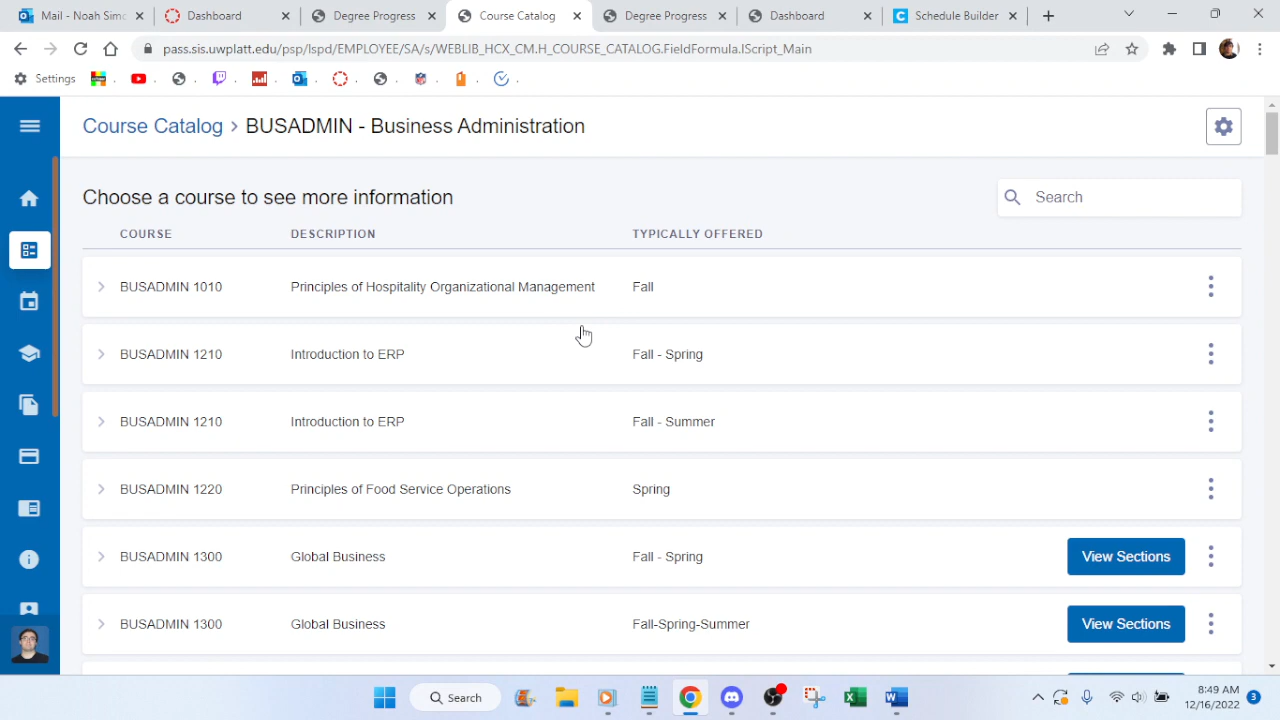 Mail - Noah Simo
Dashboard
Degree Progress
Course Catalog
Degree Progress
Dashboard
Schedule Builder
pass.sis.uwplatt.edu/psp/lspd/EMPLOYEE/SA/s/WEBLIB_HCX_CM.H_COURSE_CATALOG.FieldFormula.IScript_Main
Settings
Course Catalog > BUSADMIN - Business Administration
Choose a course to see more information
Search
COURSE DESCRIPTION TYPICALLY OFFERED
BUSADMIN 1010 Principles of Hospitality Organizational Management Fall
BUSADMIN 1210 Introduction to ERP Fall - Spring
BUSADMIN 1210 Introduction to ERP Fall - Summer
BUSADMIN 1220 Principles of Food Service Operations Spring
BUSADMIN 1300 Global Business Fall - Spring View Sections
BUSADMIN 1300 Global Business Fall-Spring-Summer View Sections
Search
8:49 AM
12/16/2022
3